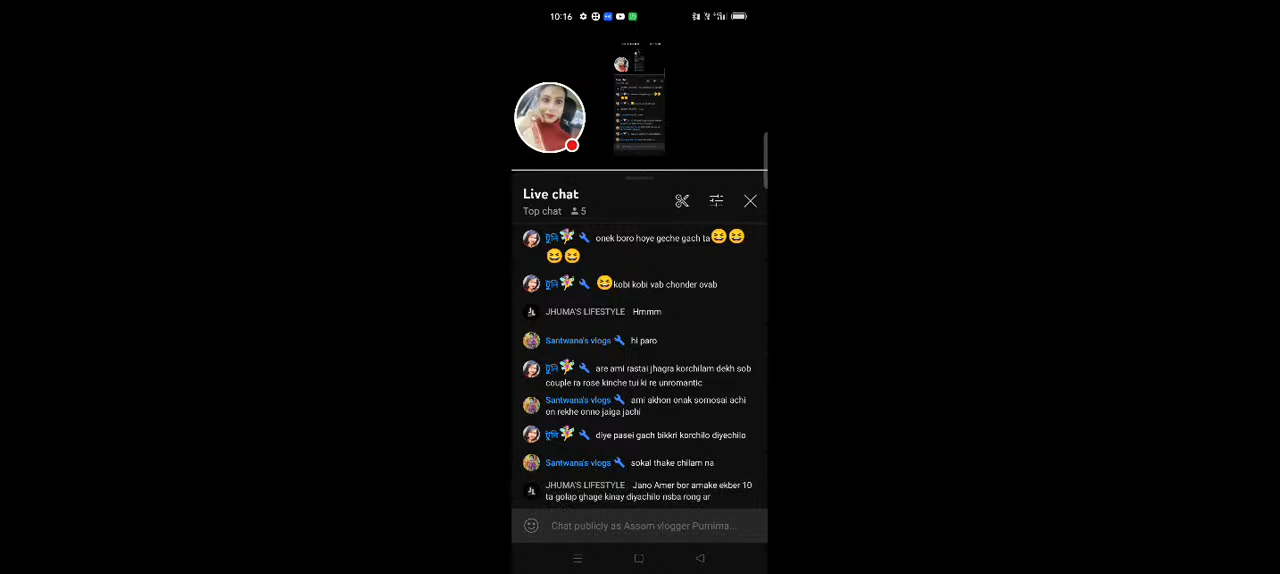 10:16
Live chat
Top chat 5
টুসি onek boro hoye geche gach ta😆😆
😆😆
টুসি 😆kobi kobi vab chonder ovab
JHUMA'S LIFESTYLE Hmmm
Santwana's vlogs hi paro
টুসি are ami rastai jhagra korchilam dekh sob
couple ra rose kinche tui ki re unromantic
Santwana's vlogs ami akhon onak somosai achi
on rekhe onno jaiga jachi
টুসি diye pasei gach bikkri korchilo diyechilo
Santwana's vlogs sokal thake chilam na
JHUMA'S LIFESTYLE Jano Amer bor amake ekber 10
ta golap ghage kinay diyachilo nsba rong ar
Chat publicly as Assam vlogger Purnima...